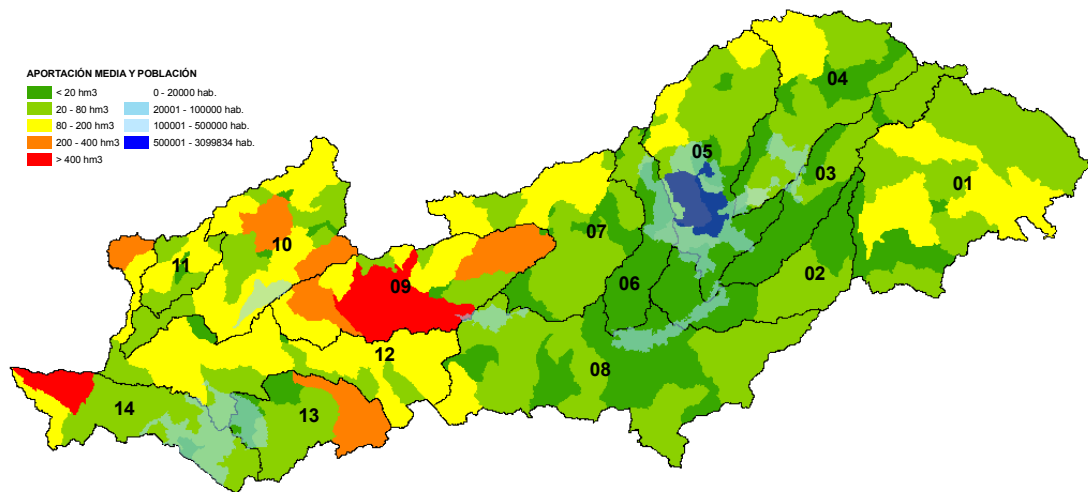 APORTACIÓN MEDIA Y POBLACIÓN
< 20 hm3 0 - 20000 hab.
20 - 80 hm3 20001 - 100000 hab.
80 - 200 hm3 100001 - 500000 hab.
200 - 400 hm3 500001 - 3099834 hab.
> 400 hm3
04
05
03
01
07
10
11
02
06
09
12
08
14
13